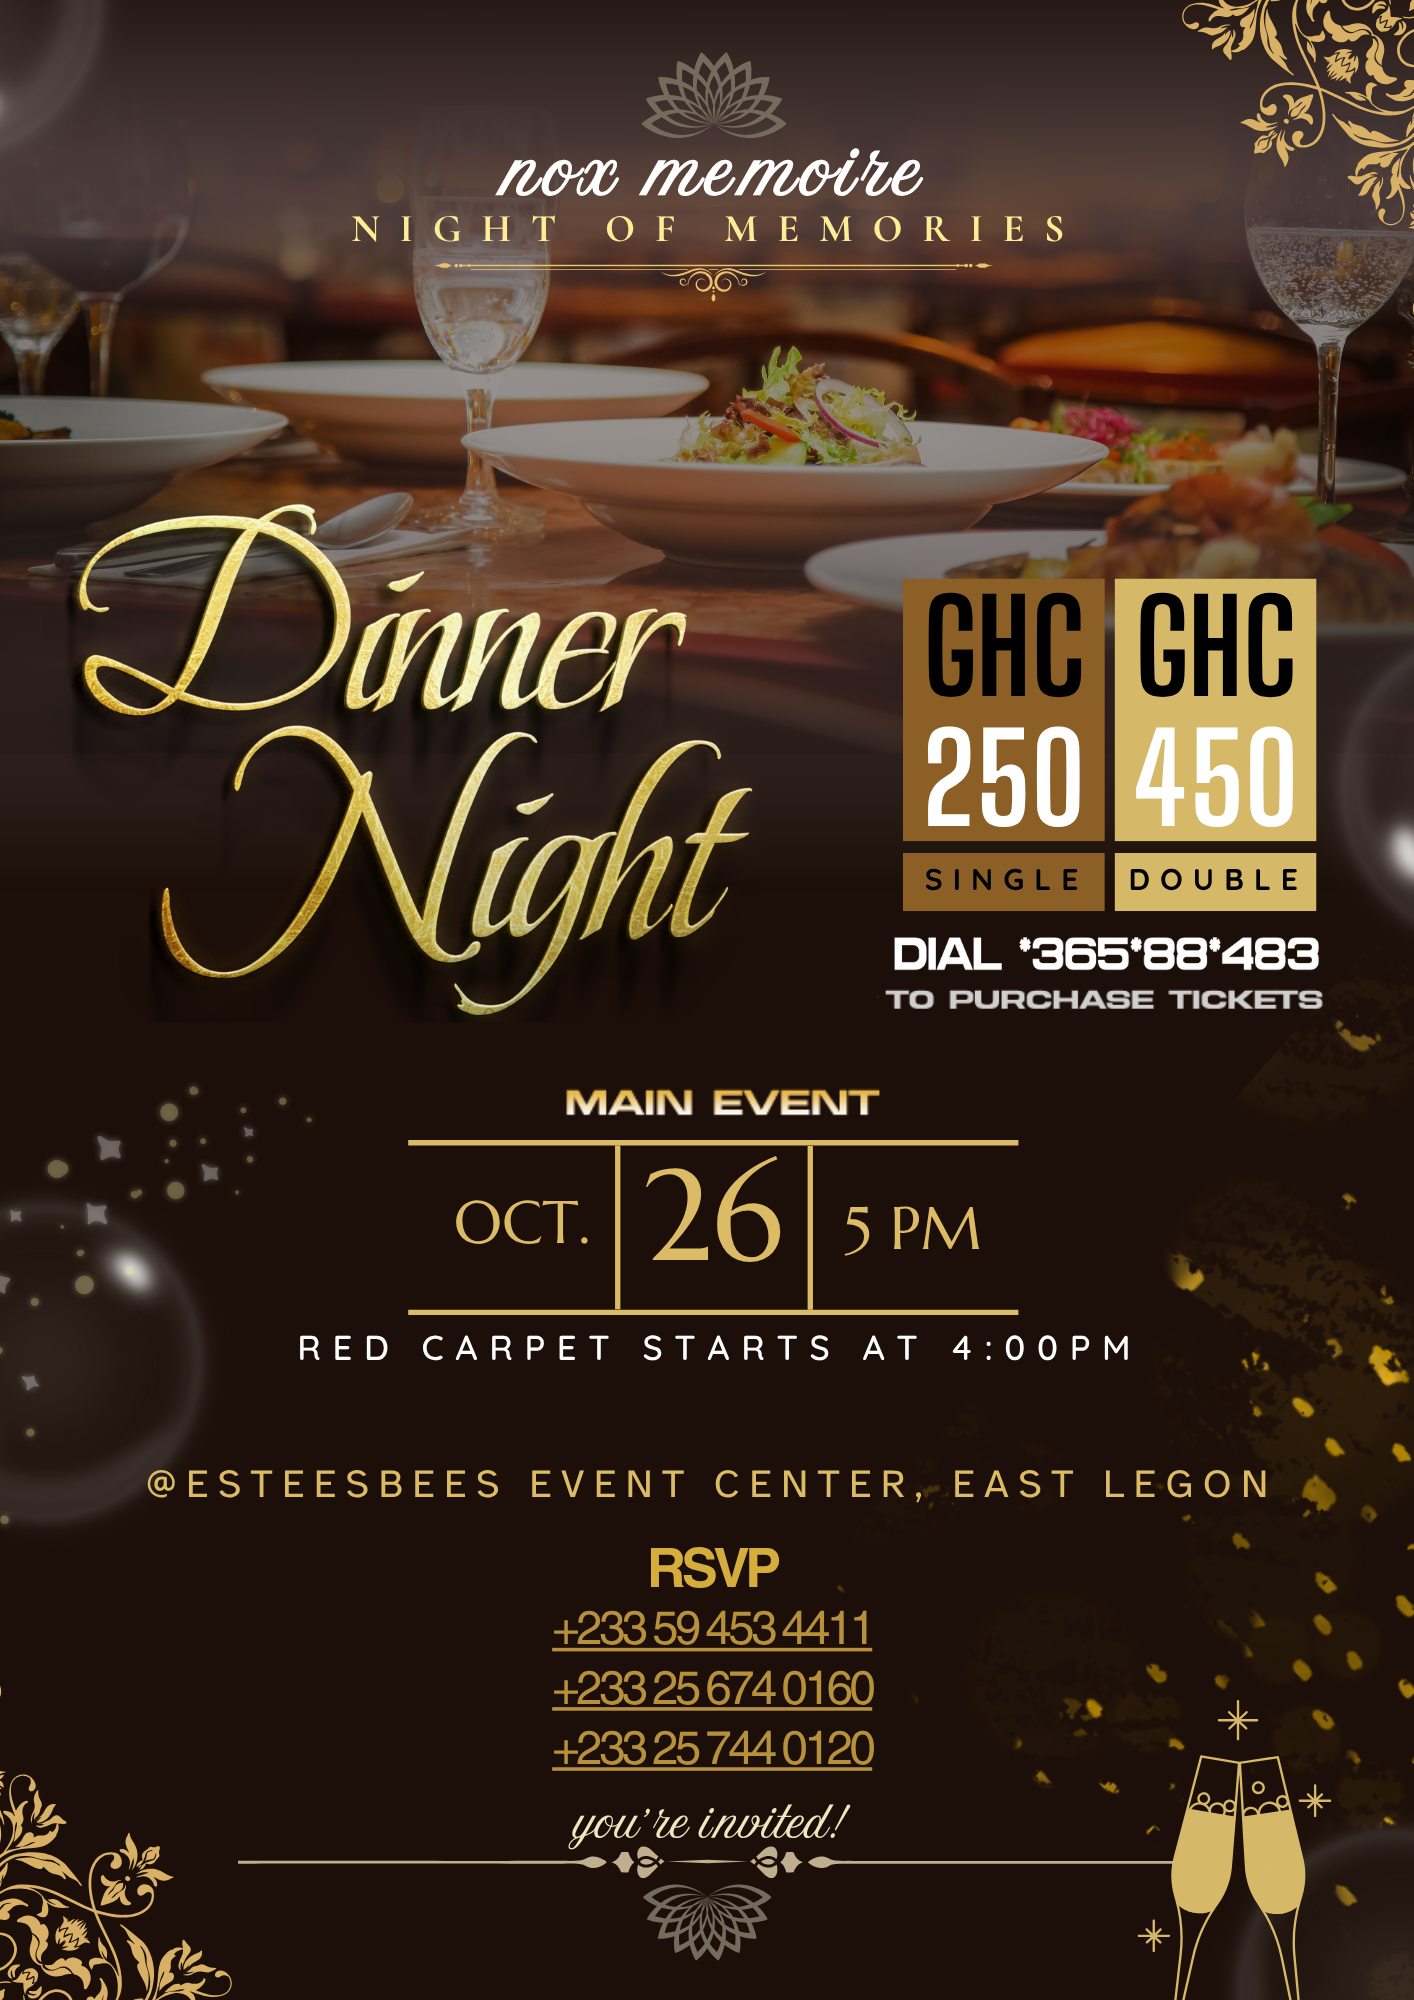 nox memoire
NIGHT OF MEMORIES
Dinner
Night
GHC
250
SINGLE
GHC
450
DOUBLE
DIAL *365*88*483
TO PURCHASE TICKETS
MAIN EVENT
OCT.
26
5 PM
RED CARPET STARTS AT 4:00PM
@ESTEESBEES EVENT CENTER, EAST LEGON
RSVP
+233 59 453 4411
+233 25 674 0160
+233 25 744 0120
you're invited!